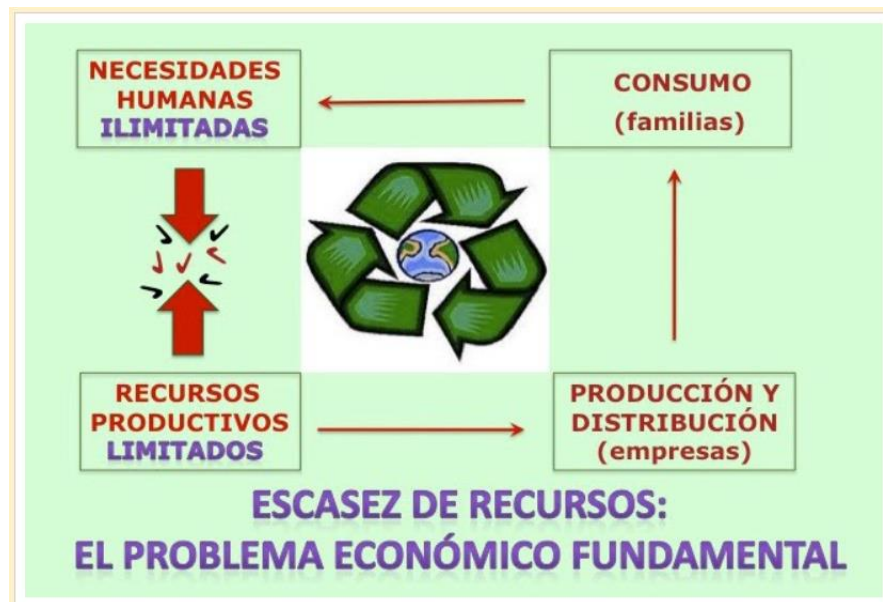 NECESIDADES
HUMANAS
ILIMITADAS
CONSUMO
(familias)
RECURSOS
PRODUCTIVOS
LIMITADOS
PRODUCCIÓN Y
DISTRIBUCIÓN
(empresas)
ESCASEZ DE RECURSOS:
EL PROBLEMA ECONÓMICO FUNDAMENTAL